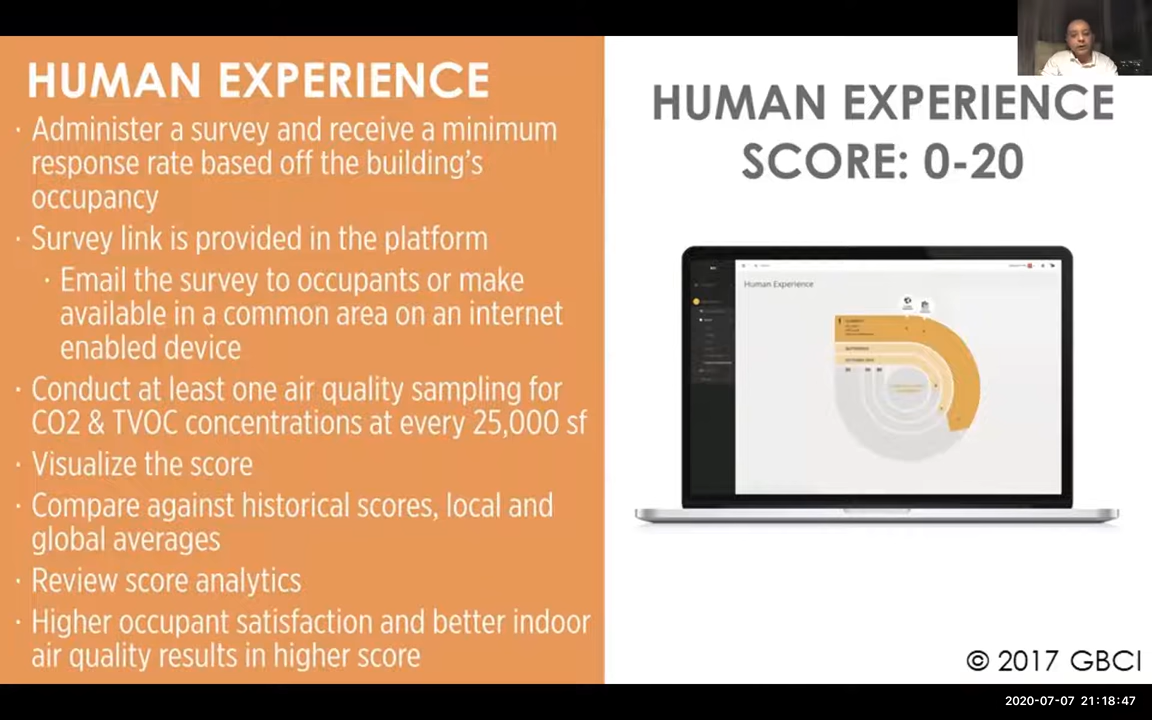 HUMAN EXPERIENCE
· Administer a survey and receive a minimum
response rate based off the building's
occupancy
· Survey link is provided in the platform
· Email the survey to occupants or make
available in a common area on an internet
enabled device
· Conduct at least one air quality sampling for
CO2 & TVOC concentrations at every 25,000 sf
· Visualize the score
· Compare against historical scores, local and
global averages
· Review score analytics
· Higher occupant satisfaction and better indoor
air quality results in higher score
HUMAN EXPERIENCE
SCORE: 0-20
Human Experience
© 2017 GBCI
2020-07-07 21:18:47